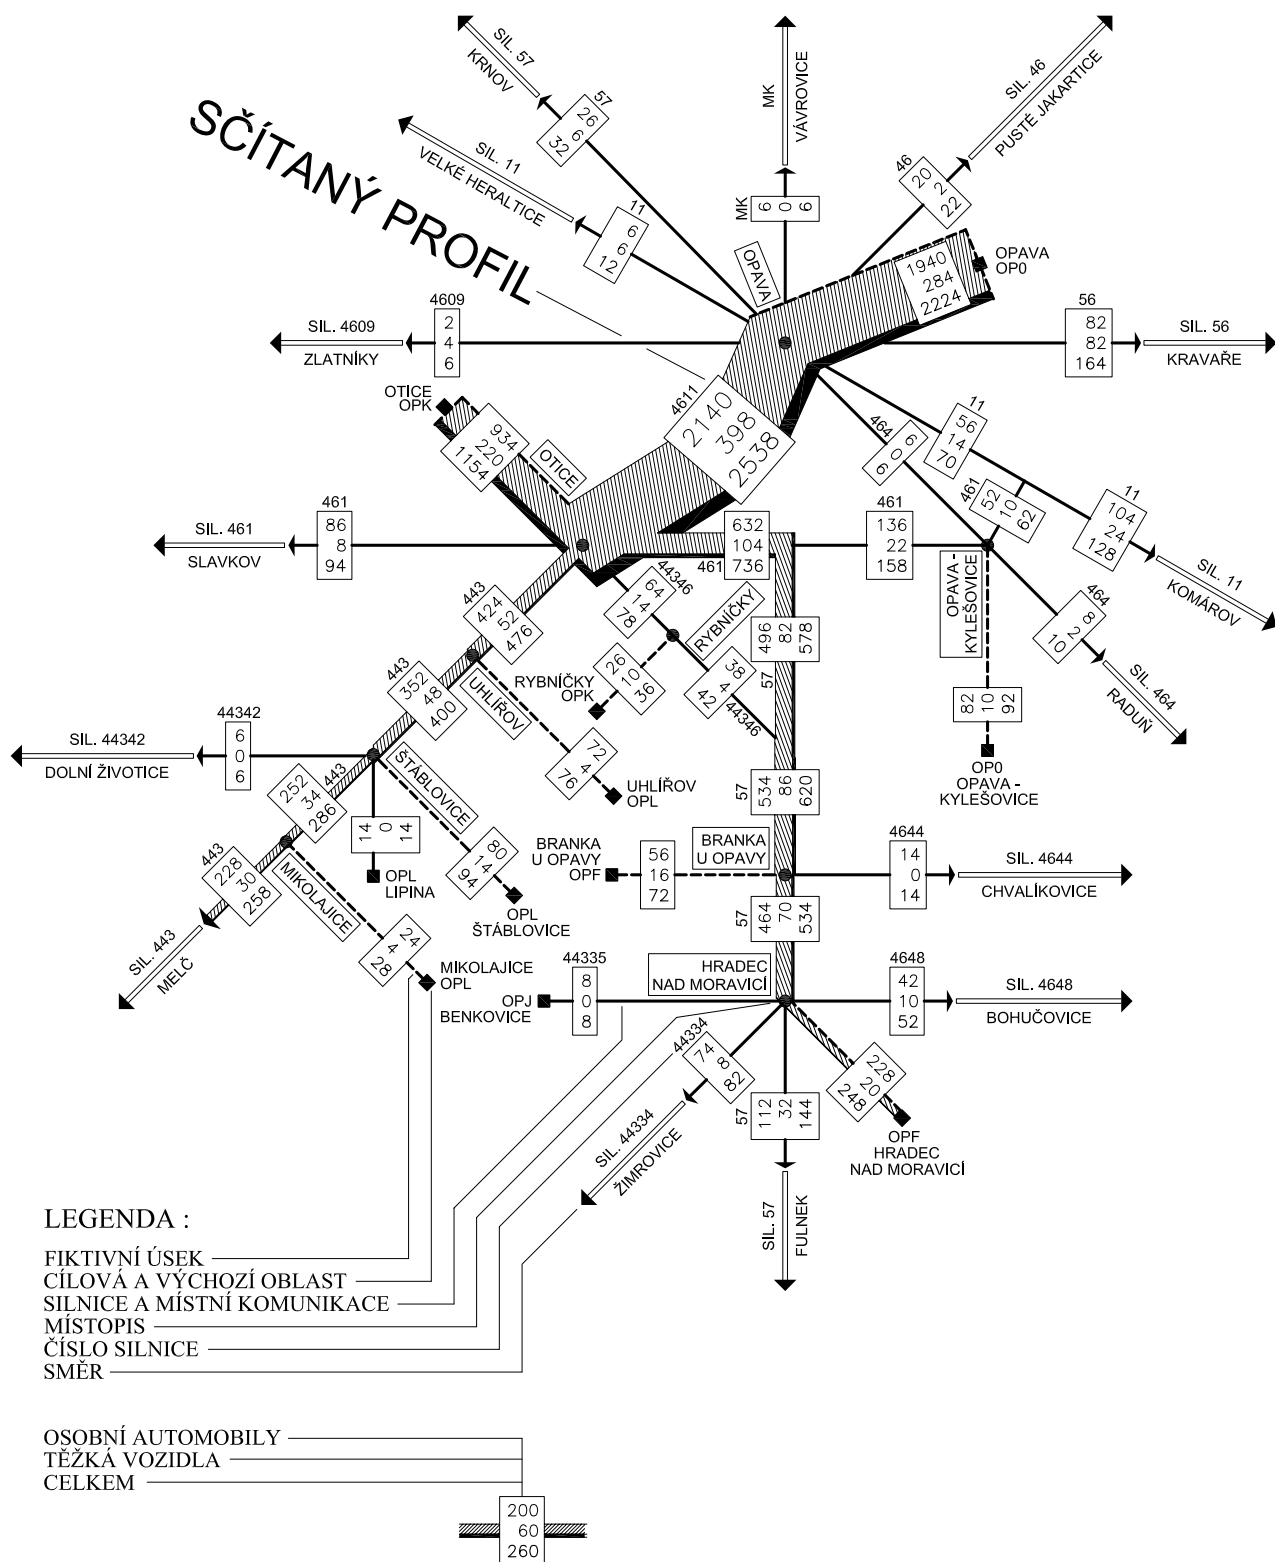 SČÍTANÝ PROFIL
SIL. 57
KRNOV
57
26
6
32
SIL. 11
VELKÉ HERALTICE
11
6
6
12
MK
VÁVROVICE
MK
6
0
6
SIL. 46
PUSTÉ JAKARTICE
46
20
2
22
OPAVA
OPAVA
OP0
1940
284
2224
SIL. 4609
ZLATNÍKY
4609
2
4
6
56
82
82
164
SIL. 56
KRAVAŘE
OTICE
OPK
934
220
1154
OTICE
4611
2140
398
2538
464
6
0
6
11
56
14
70
461
52
10
62
11
104
24
128
SIL. 11
KOMÁROV
SIL. 461
SLAVKOV
461
86
8
94
632
104
736
461
461
136
22
158
OPAVA -
KYLEŠOVICE
464
8
2
10
SIL. 464
RADUŇ
443
424
52
476
44346
64
14
78
RYBNÍČKY
RYBNÍČKY
OPK
26
10
36
38
4
42
44346
57
496
82
578
82
10
92
OP0
OPAVA -
KYLEŠOVICE
443
352
48
400
UHLÍŘOV
72
4
76
UHLÍŘOV
OPL
44342
6
0
6
SIL. 44342
DOLNÍ ŽIVOTICE
443
252
34
286
ŠTÁBLOVICE
14
0
14
OPL
LIPINA
80
14
94
OPL
ŠTÁBLOVICE
57
534
86
620
BRANKA
U OPAVY
OPF
56
16
72
BRANKA
U OPAVY
4644
14
0
14
SIL. 4644
CHVALÍKOVICE
443
228
30
258
MIKOLAJICE
SIL. 443
MELČ
24
4
28
MIKOLAJICE
OPL
57
464
70
534
HRADEC
NAD MORAVICÍ
44335
8
0
8
OPJ
BENKOVICE
4648
42
10
52
SIL. 4648
BOHUČOVICE
44334
74
8
82
SIL. 44334
ŽIMROVICE
57
112
32
144
SIL. 57
FULNEK
228
20
248
OPF
HRADEC
NAD MORAVICÍ
LEGENDA :
FIKTIVNÍ ÚSEK
CÍLOVÁ A VÝCHOZÍ OBLAST
SILNICE A MÍSTNÍ KOMUNIKACE
MÍSTOPIS
ČÍSLO SILNICE
SMĚR
OSOBNÍ AUTOMOBILY
TĚŽKÁ VOZIDLA
CELKEM
200
60
260